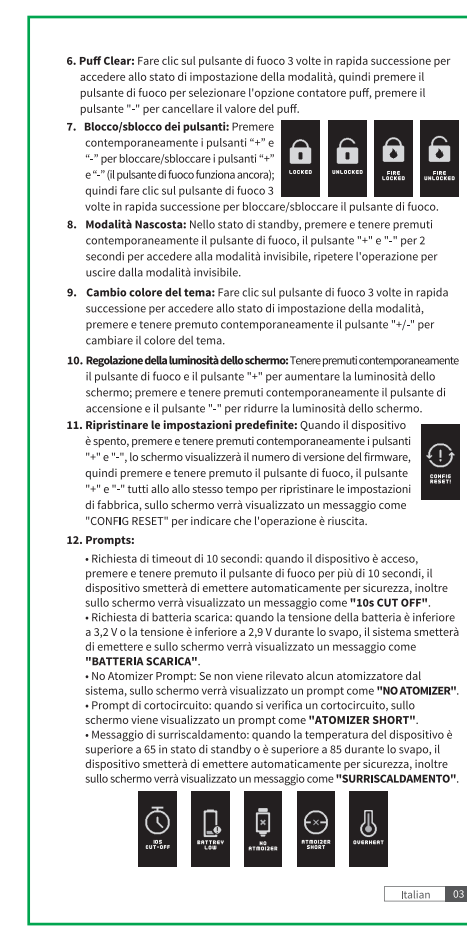 6. Puff Clear: Fare clic sul pulsante di fuoco 3 volte in rapida successione per
accedere allo stato di impostazione della modalità, quindi premere il
pulsante di fuoco per selezionare l'opzione contatore puff, premere il
pulsante "-" per cancellare il valore del puff.
7. Blocco/sblocco dei pulsanti: Premere
contemporaneamente i pulsanti “+” e
“-” per bloccare/sbloccare i pulsanti “+”
e “-” (il pulsante di fuoco funziona ancora);
quindi fare clic sul pulsante di fuoco 3
volte in rapida successione per bloccare/sbloccare il pulsante di fuoco.
LOCKED
UNLOCKED
FIRE
LOCKED
FIRE
UNLOCKED
8. Modalità Nascosta: Nello stato di standby, premere e tenere premuti
contemporaneamente il pulsante di fuoco, il pulsante "+" e "-" per 2
secondi per accedere alla modalità invisibile, ripetere l'operazione per
uscire dalla modalità invisibile.
9. Cambio colore del tema: Fare clic sul pulsante di fuoco 3 volte in rapida
successione per accedere allo stato di impostazione della modalità,
premere e tenere premuto contemporaneamente il pulsante "+/-" per
cambiare il colore del tema.
10. Regolazione della luminosità dello schermo: Tenere premuti contemporaneamente
il pulsante di fuoco e il pulsante "+" per aumentare la luminosità dello
schermo; premere e tenere premuti contemporaneamente il pulsante di
accensione e il pulsante "-" per ridurre la luminosità dello schermo.
11. Ripristinare le impostazioni predefinite: Quando il dispositivo
è spento, premere e tenere premuti contemporaneamente i pulsanti
"+" e "-", lo schermo visualizzerà il numero di versione del firmware,
quindi premere e tenere premuto il pulsante di fuoco, il pulsante
"+" e "-" tutti allo allo stesso tempo per ripristinare le impostazioni
di fabbrica, sullo schermo verrà visualizzato un messaggio come
"CONFIG RESET" per indicare che l'operazione è riuscita.
CONFIG
RESET!
12. Prompts:
• Richiesta di timeout di 10 secondi: quando il dispositivo è acceso,
premere e tenere premuto il pulsante di fuoco per più di 10 secondi, il
dispositivo smetterà di emettere automaticamente per sicurezza, inoltre
sullo schermo verrà visualizzato un messaggio come "10s CUT OFF".
• Richiesta di batteria scarica: quando la tensione della batteria è inferiore
a 3,2 V o la tensione è inferiore a 2,9 V durante lo svapo, il sistema smetterà
di emettere e sullo schermo verrà visualizzato un messaggio come
"BATTERIA SCARICA".
• No Atomizer Prompt: Se non viene rilevato alcun atomizzatore dal
sistema, sullo schermo verrà visualizzato un prompt come "NO ATOMIZER".
• Prompt di cortocircuito: quando si verifica un cortocircuito, sullo
schermo viene visualizzato un prompt come "ATOMIZER SHORT".
• Messaggio di surriscaldamento: quando la temperatura del dispositivo è
superiore a 65 in stato di standby o è superiore a 85 durante lo svapo, il
dispositivo smetterà di emettere automaticamente per sicurezza, inoltre
sullo schermo verrà visualizzato un messaggio come "SURRISCALDAMENTO".
10S
CUT-OFF
BATTREY
LOW
NO
ATMOIZER
ATMOIZER
SHORT
OVERHEAT
Italian 03